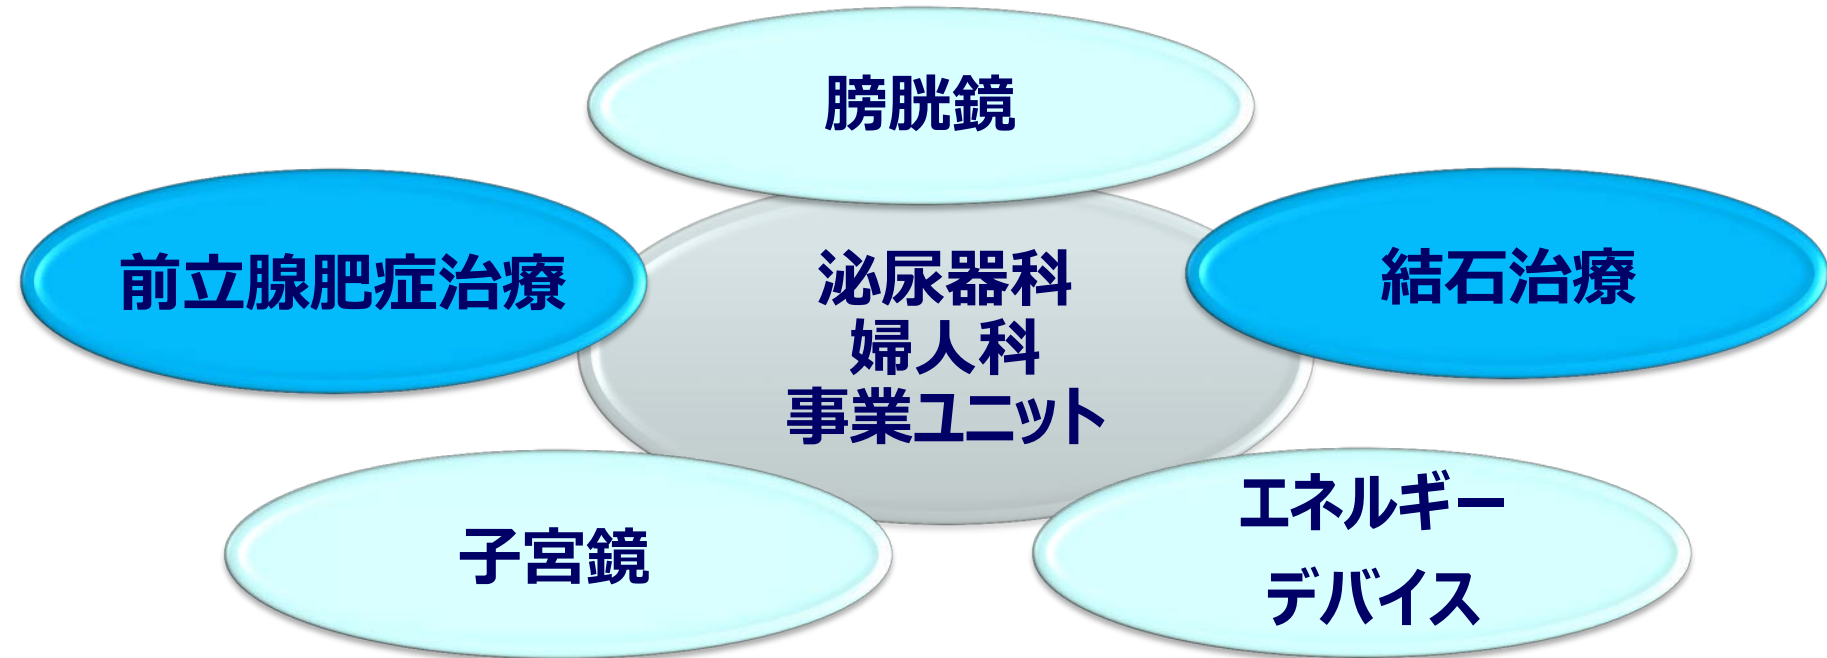 膀胱鏡
前立腺肥症治療
泌尿器科
婦人科
事業ユニット
結石治療
子宮鏡
エネルギー
デバイス